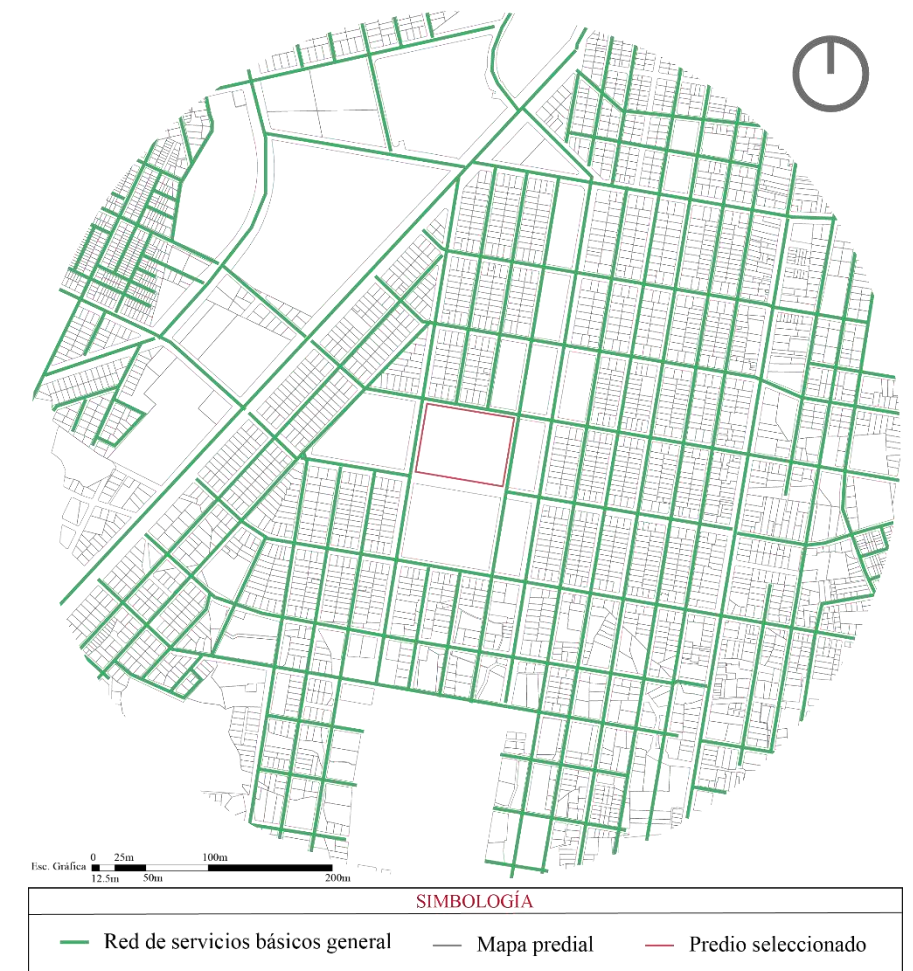 0 25m 100m
Esc. Gráfica
12.5m 50m 200m
SIMBOLOGÍA
Red de servicios básicos general Mapa predial Predio seleccionado